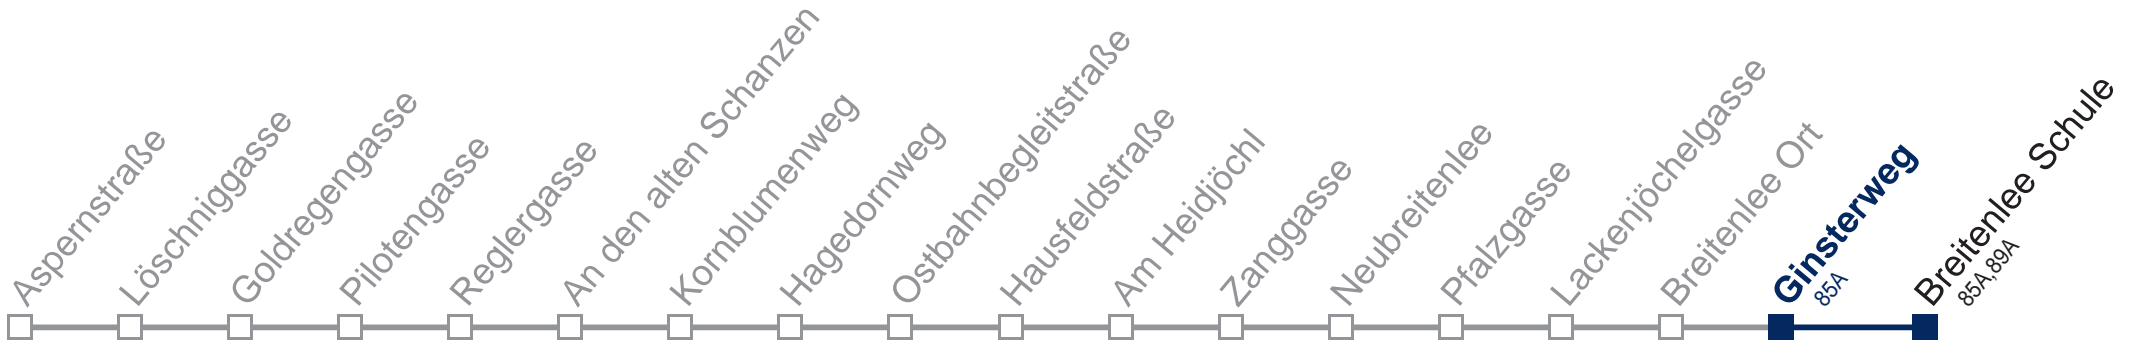 Aspernstraße
Löschniggasse
Goldregengasse
Pilotengasse
Reglergasse
An den alten Schanzen
Kornblumenweg
Hagedornweg
Ostbahnbegleitstraße
Hausfeldstraße
Am Heidjöchl
Zanggasse
Neubreitenlee
Pfalzgasse
Lackenjöchelgasse
Breitenlee Ort
Ginsterweg
85A
Breitenlee Schule
85A, 89A